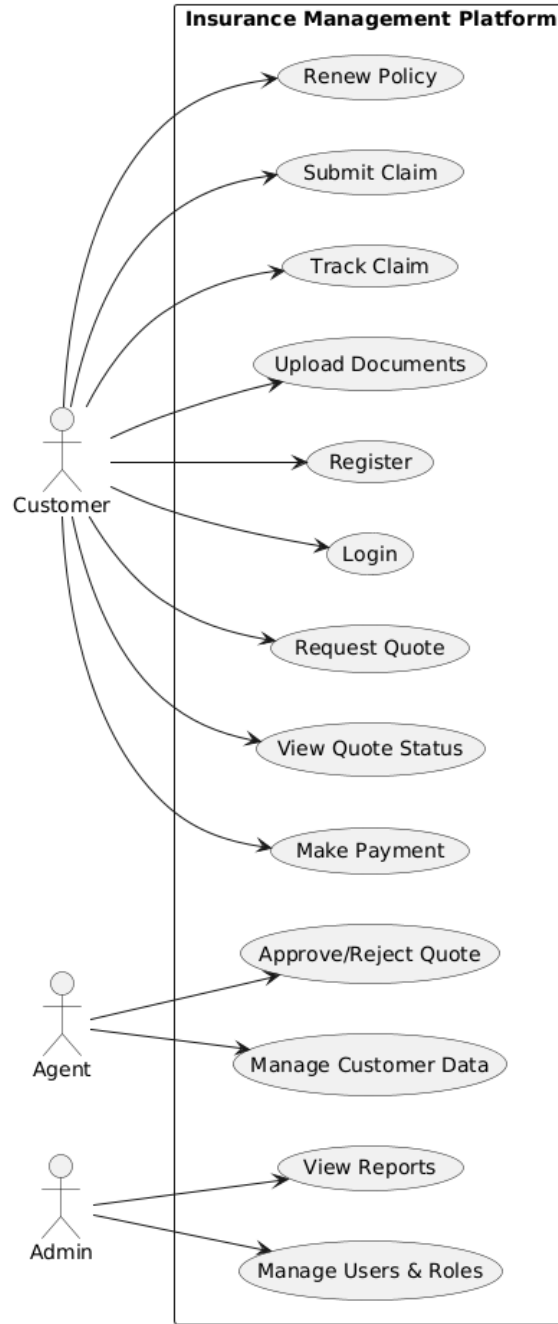 Insurance Management Platform
Renew Policy
Submit Claim
Track Claim
Upload Documents
Register
Customer
Login
Request Quote
View Quote Status
Make Payment
Approve/Reject Quote
Agent
Manage Customer Data
View Reports
Admin
Manage Users & Roles